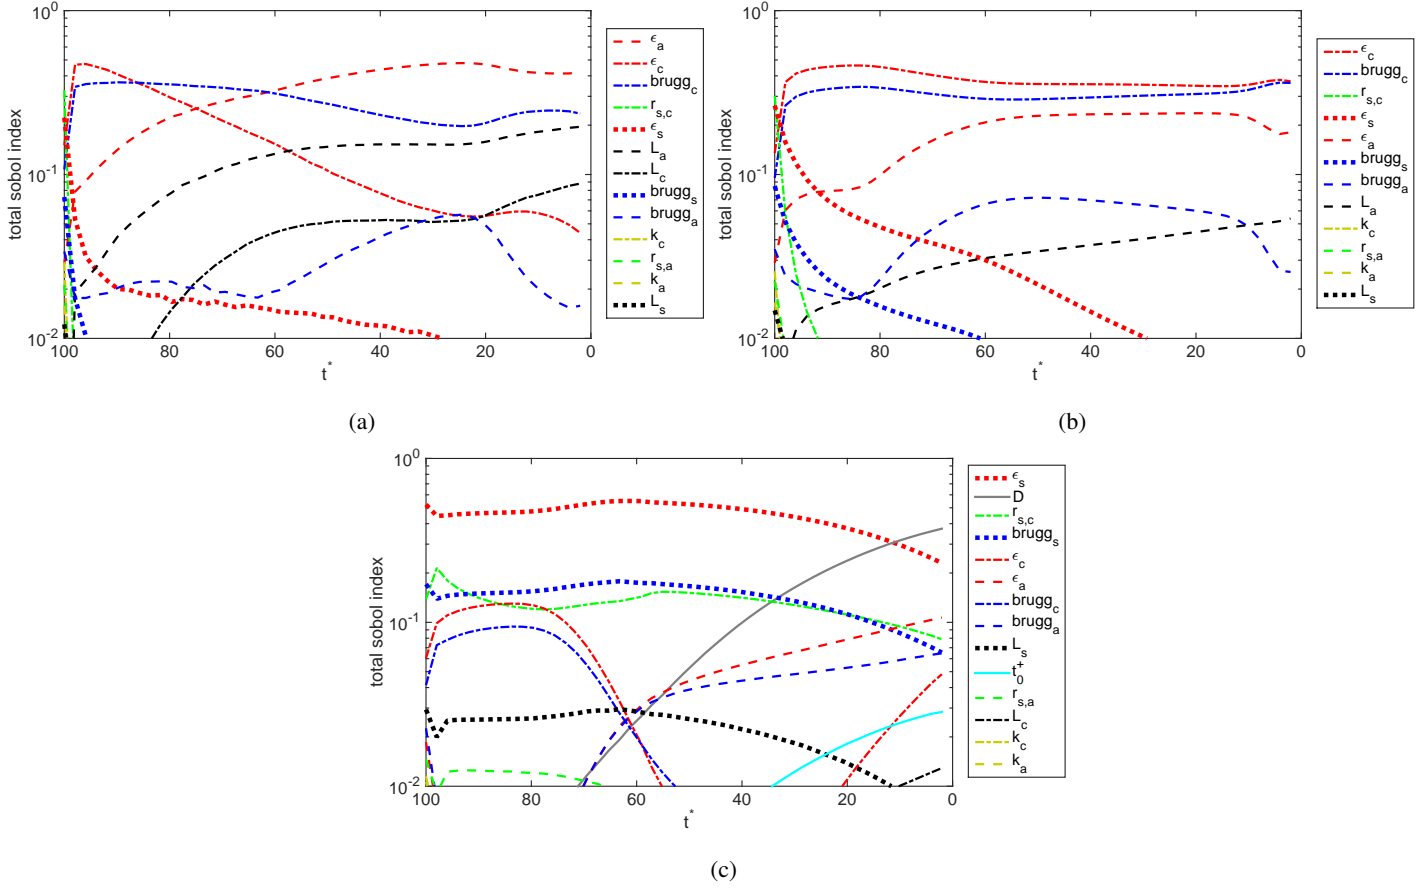 10^0
10^-1
10^-2
total sobol index
100
80
60
40
20
0
t^*
ϵ_a
ϵ_c
brugg_c
r_s,c
ϵ_s
L_a
L_c
brugg_s
brugg_a
k_c
r_s,a
k_a
L_s
(a)
10^0
10^-1
10^-2
total sobol index
100
80
60
40
20
0
t^*
ϵ_c
brugg_c
r_s,c
ϵ_s
ϵ_a
brugg_s
brugg_a
L_a
k_c
r_s,a
k_a
L_s
(b)
10^0
10^-1
10^-2
total sobol index
100
80
60
40
20
0
t^*
ϵ_s
D
r_s,c
brugg_s
ϵ_c
ϵ_a
brugg_c
brugg_a
L_s
t_0^+
r_s,a
L_c
k_c
k_a
(c)